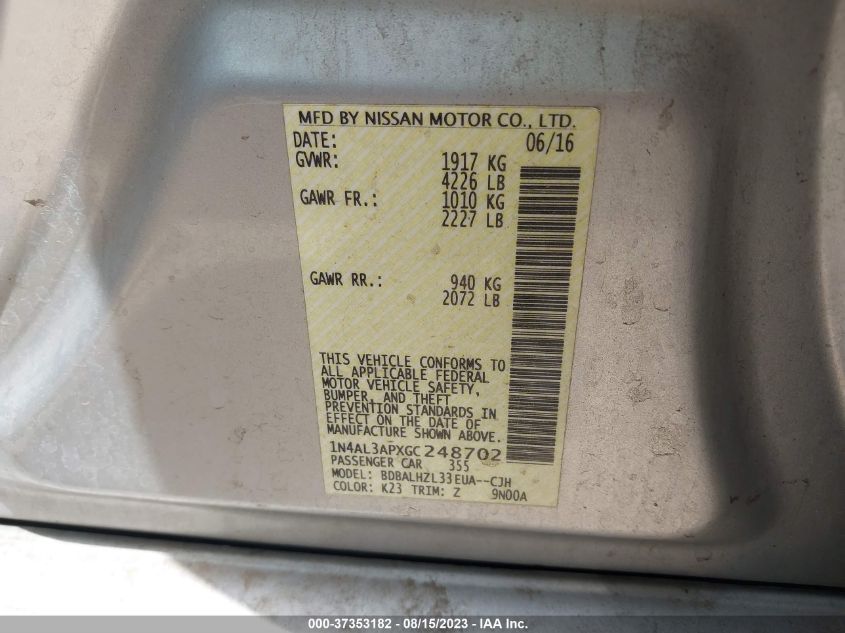 MFD BY NISSAN MOTOR CO., LTD.
DATE: 06/16
GVWR: 1917 KG
4226 LB
GAWR FR.: 1010 KG
2227 LB
GAWR RR.: 940 KG
2072 LB
THIS VEHICLE CONFORMS TO
ALL APPLICABLE FEDERAL
MOTOR VEHICLE SAFETY,
BUMPER, AND THEFT
PREVENTION STANDARDS IN
EFFECT ON THE DATE OF
MANUFACTURE SHOWN ABOVE.
1N4AL3APXGC248702
PASSENGER CAR 355
MODEL: BDBALHZL33EUA--CJH
COLOR: K23 TRIM: Z 9N00A
000-37353182 - 08/15/2023 - IAA Inc.